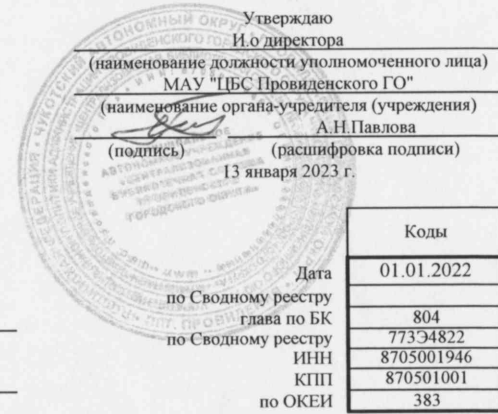 Утверждаю
И.о директора
(наименование должности уполномоченного лица)
МАУ "ЦБС Провиденского ГО"
(наименование органа-учредителя (учреждения)
А.Н.Павлова
(подпись) (расшифровка подписи)
13 января 2023 г.
Коды
Дата 01.01.2022
по Сводному реестру
глава по БК 804
по Сводному реестру 773Э4822
ИНН 8705001946
КПП 870501001
по ОКЕИ 383